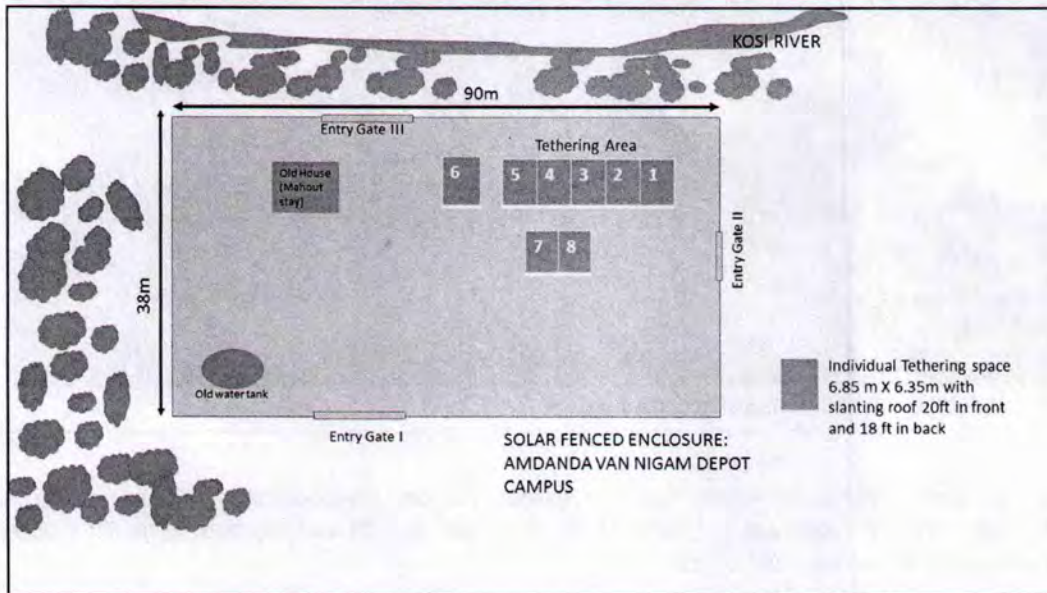 KOSI RIVER
90m
Entry Gate III
Tethering Area
Old House
(Mahout
stay)
6
5 4 3 2 1
7 8
Entry Gate II
38m
Old water tank
Entry Gate I
Individual Tethering space
6.85 m X 6.35m with
slanting roof 20ft in front
and 18 ft in back
SOLAR FENCED ENCLOSURE:
AMDANDA VAN NIGAM DEPOT
CAMPUS